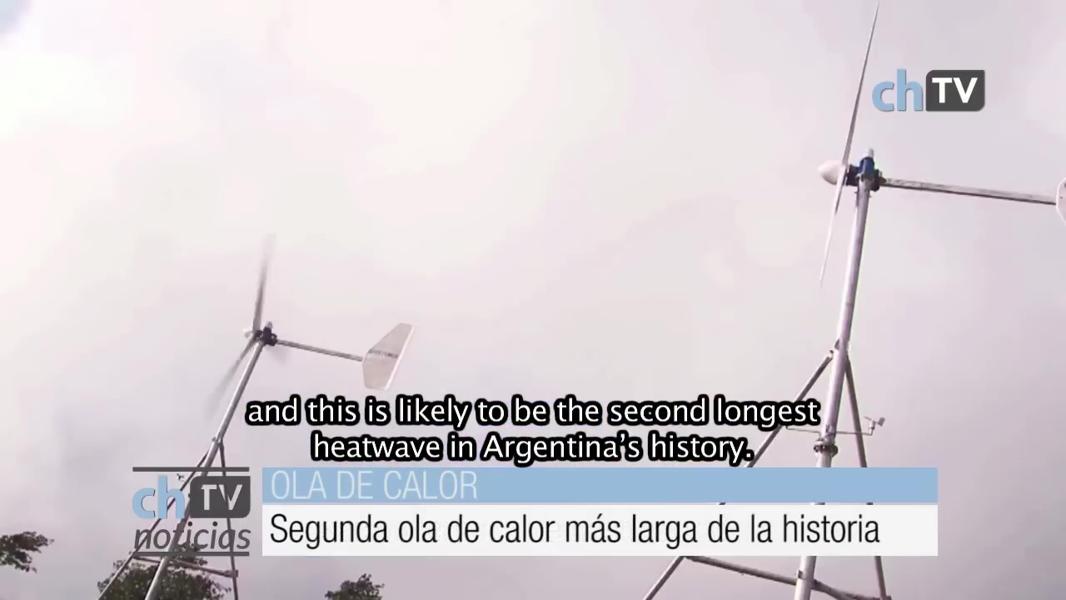 chTV
and this is likely to be the second longest
heatwave in Argentina's history.
chTV
noticias
OLA DE CALOR
Segunda ola de calor más larga de la historia